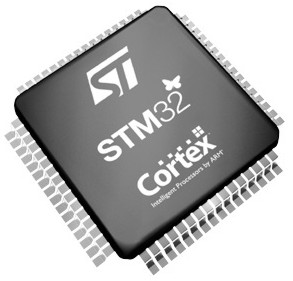 ST
STM32
Cortex
Intelligent Processors by ARM®